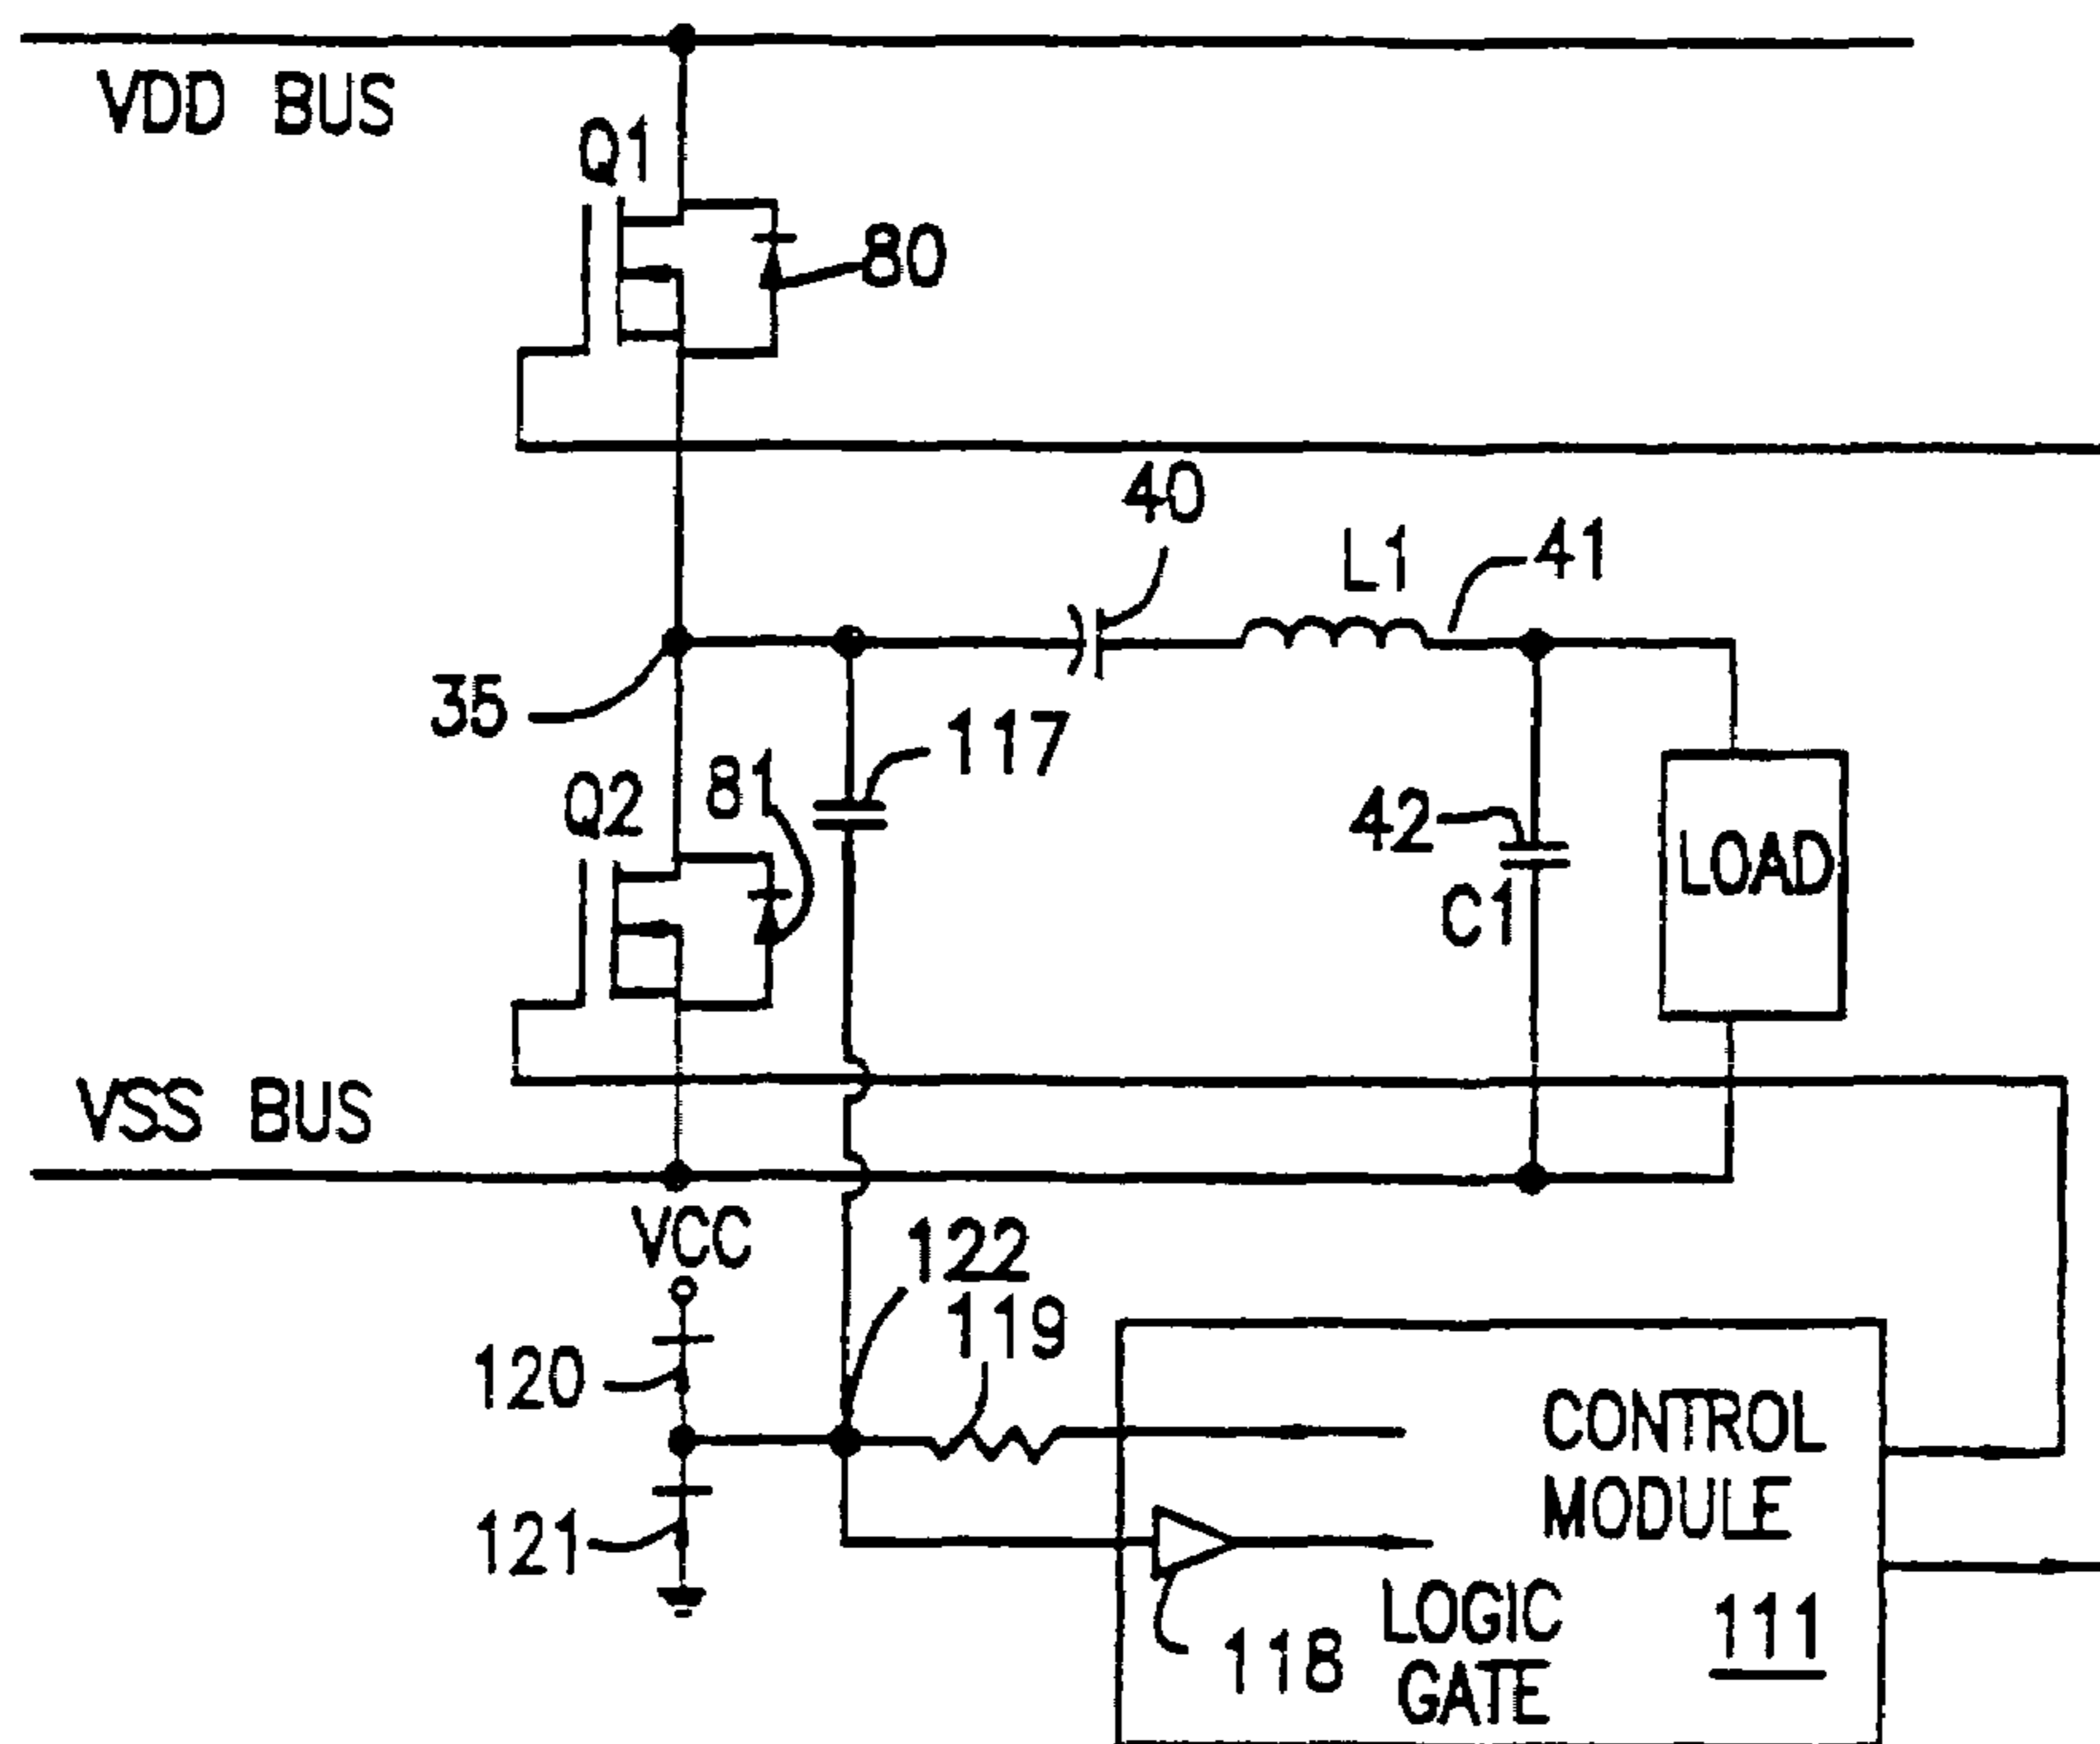 VDD BUS
Q1
80
40
L1
41
35
117
Q2
81
42
LOAD
C1
VSS BUS
VCC
122
119
120
CONTROL
MODULE
121
LOGIC
GATE
111
118